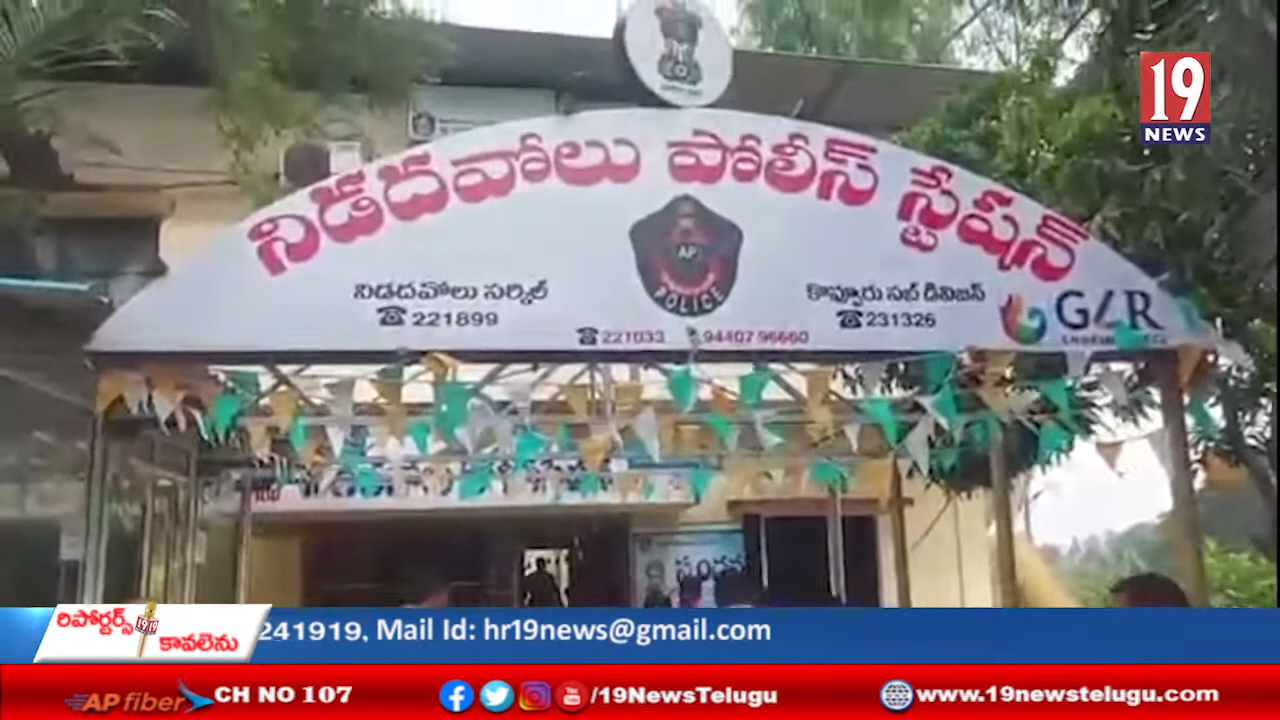 19
NEWS
నిడదవోలు పోలీస్ స్టేషన్
AP
POLICE
నిడదవోలు సర్కిల్
221899
కొవ్వూరు సబ్ డివిజన్
231326
221033 94407 96660
రిపోర్టర్స్
కావలెను
241919, Mail Id: hr19news@gmail.com
AP fiber CH NO 107 /19NewsTelugu www.19newstelugu.com